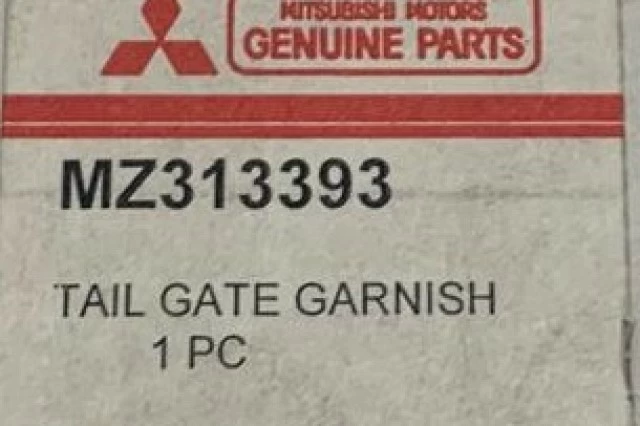 MITSUBISHI MOTORS
GENUINE PARTS
MZ313393
TAIL GATE GARNISH
1 PC